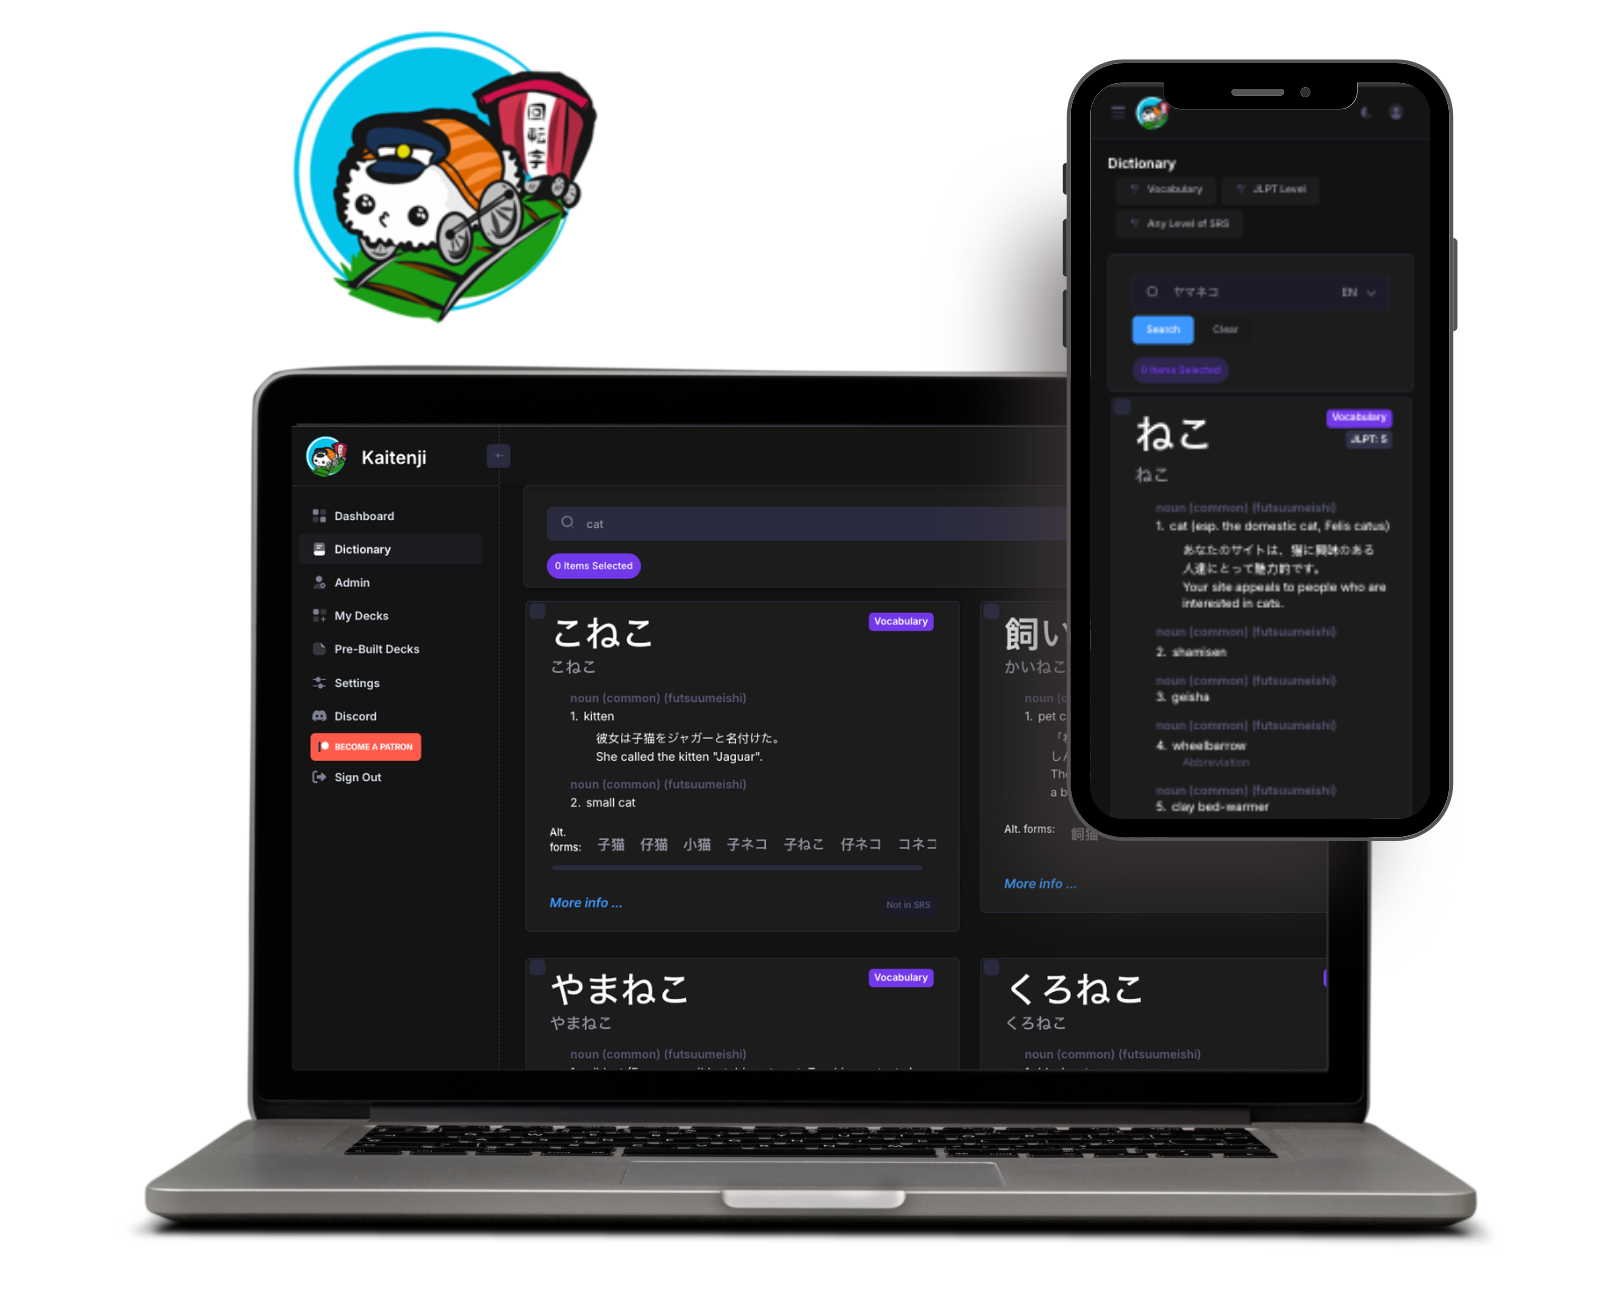 回
転
字
Kaitenji
←
Dashboard
Dictionary
Admin
My Decks
Pre-Built Decks
Settings
Discord
BECOME A PATRON
Sign Out
cat
0 Items Selected
こねこ
Vocabulary
こねこ
noun (common) (futsuumeishi)
1. kitten
彼女は子猫をジャガーと名付けた。
She called the kitten "Jaguar".
noun (common) (futsuumeishi)
2. small cat
Alt.
forms:
子猫 仔猫 小猫 子ネコ 子ねこ 仔ネコ コネコ
More info ...
Not in SRS
飼い
かいねこ
noun (c
1. pet c
し
The
a b
Alt. forms:
飼猫
More info ...
やまねこ
Vocabulary
やまねこ
noun (common) (futsuumeishi)
くろねこ
くろねこ
noun (common) (futsuumeishi)
Dictionary
Vocabulary
JLPT Level
Any Level of SRS
ヤマネコ
EN
Search
Clear
0 Items Selected
ねこ
Vocabulary
JLPT: 5
ねこ
noun (common) (futsuumeishi)
1. cat (esp. the domestic cat, Felis catus)
あなたのサイトは、猫に興味のある
人達にとって魅力的です。
Your site appeals to people who are
interested in cats.
noun (common) (futsuumeishi)
2. shamisen
noun (common) (futsuumeishi)
3. geisha
noun (common) (futsuumeishi)
4. wheelbarrow
Abbreviation
noun (common) (futsuumeishi)
5. clay bed-warmer